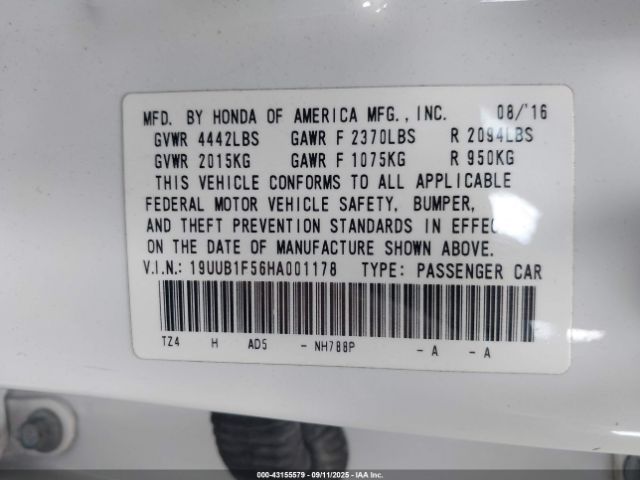 MFD. BY HONDA OF AMERICA MFG., INC. 08/'16
GVWR 4442LBS GAWR F 2370LBS R 2094LBS
GVWR 2015KG GAWR F 1075KG R 950KG
THIS VEHICLE CONFORMS TO ALL APPLICABLE
FEDERAL MOTOR VEHICLE SAFETY, BUMPER,
AND THEFT PREVENTION STANDARDS IN EFFEC
ON THE DATE OF MANUFACTURE SHOWN ABOVE.
V.I.N.: 19UUB1F56HA001178 TYPE: PASSENGER CAR
TZ4 H AD5 - NH788P - A - A
000-43155579 - 09/11/2025 - IAA Inc.